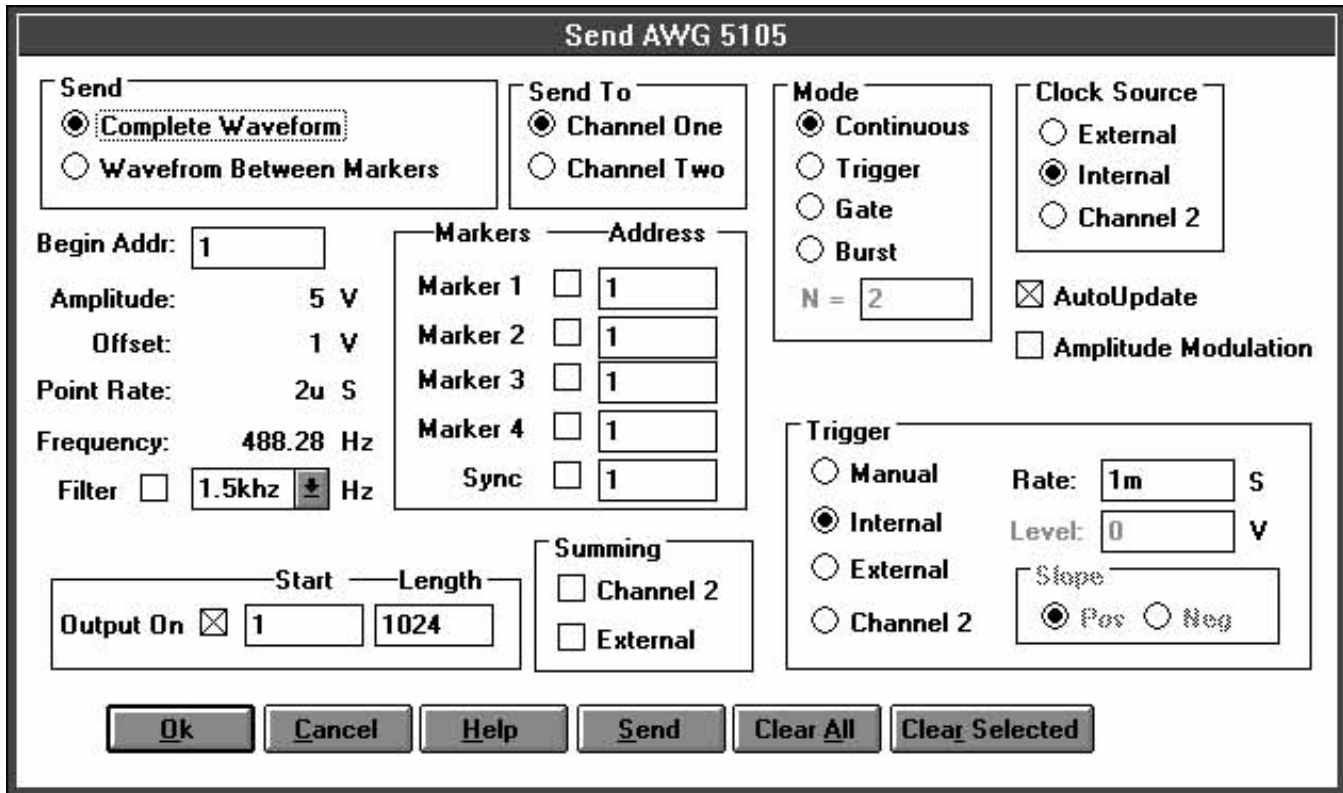 Send AWG 5105
Send
Complete Waveform
Wavefrom Between Markers
Send To
Channel One
Channel Two
Mode
Continuous
Trigger
Gate
Burst
N = 2
Clock Source
External
Internal
Channel 2
AutoUpdate
Amplitude Modulation
Begin Addr: 1
Amplitude: 5 V
Offset: 1 V
Point Rate: 2u S
Frequency: 488.28 Hz
Filter 1.5khz Hz
Markers Address
Marker 1 1
Marker 2 1
Marker 3 1
Marker 4 1
Sync 1
Trigger
Manual
Internal
External
Channel 2
Rate: 1m S
Level: 0 V
Slope
Pos Neg
Start Length
Output On 1 1024
Summing
Channel 2
External
Ok Cancel Help Send Clear All Clear Selected